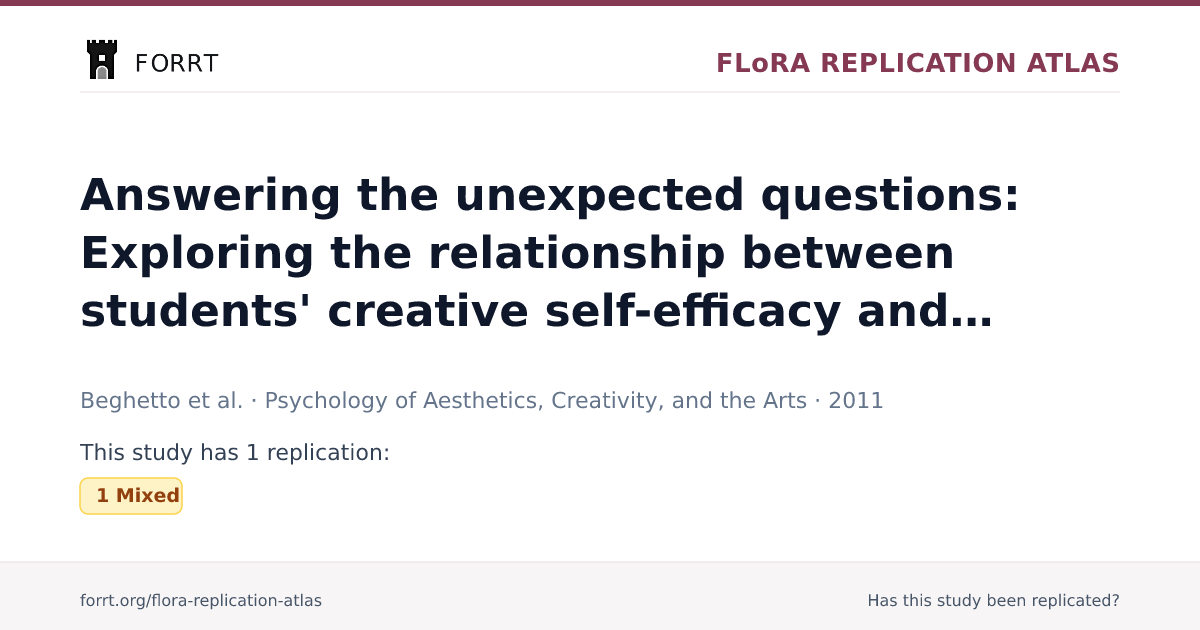 FORRT
FLoRA REPLICATION ATLAS
Answering the unexpected questions:
Exploring the relationship between
students' creative self-efficacy and…
Beghetto et al. · Psychology of Aesthetics, Creativity, and the Arts · 2011
This study has 1 replication:
1 Mixed
forrt.org/flora-replication-atlas
Has this study been replicated?